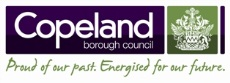 Copeland
borough council
Proud of our past. Energised for our future.